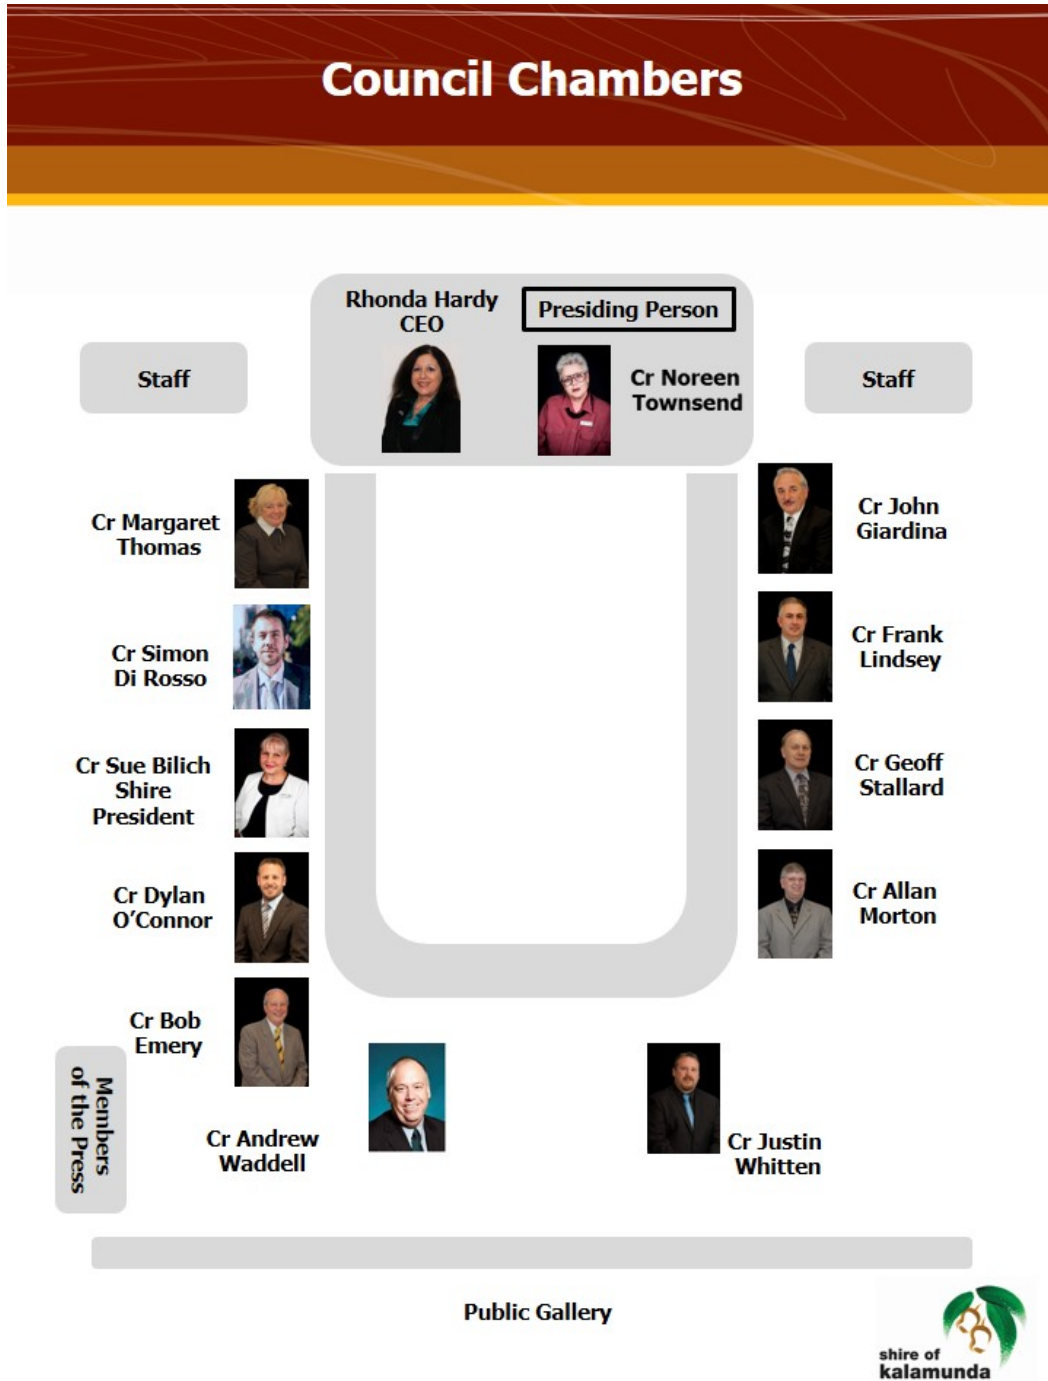 Council Chambers
Rhonda Hardy
CEO
Presiding Person
Cr Noreen
Townsend
Staff
Staff
Cr Margaret
Thomas
Cr John
Giardina
Cr Simon
Di Rosso
Cr Frank
Lindsey
Cr Sue Bilich
Shire
President
Cr Geoff
Stallard
Cr Dylan
O’Connor
Cr Allan
Morton
Cr Bob
Emery
Members
of the Press
Cr Andrew
Waddell
Cr Justin
Whitten
Public Gallery
shire of
kalamunda